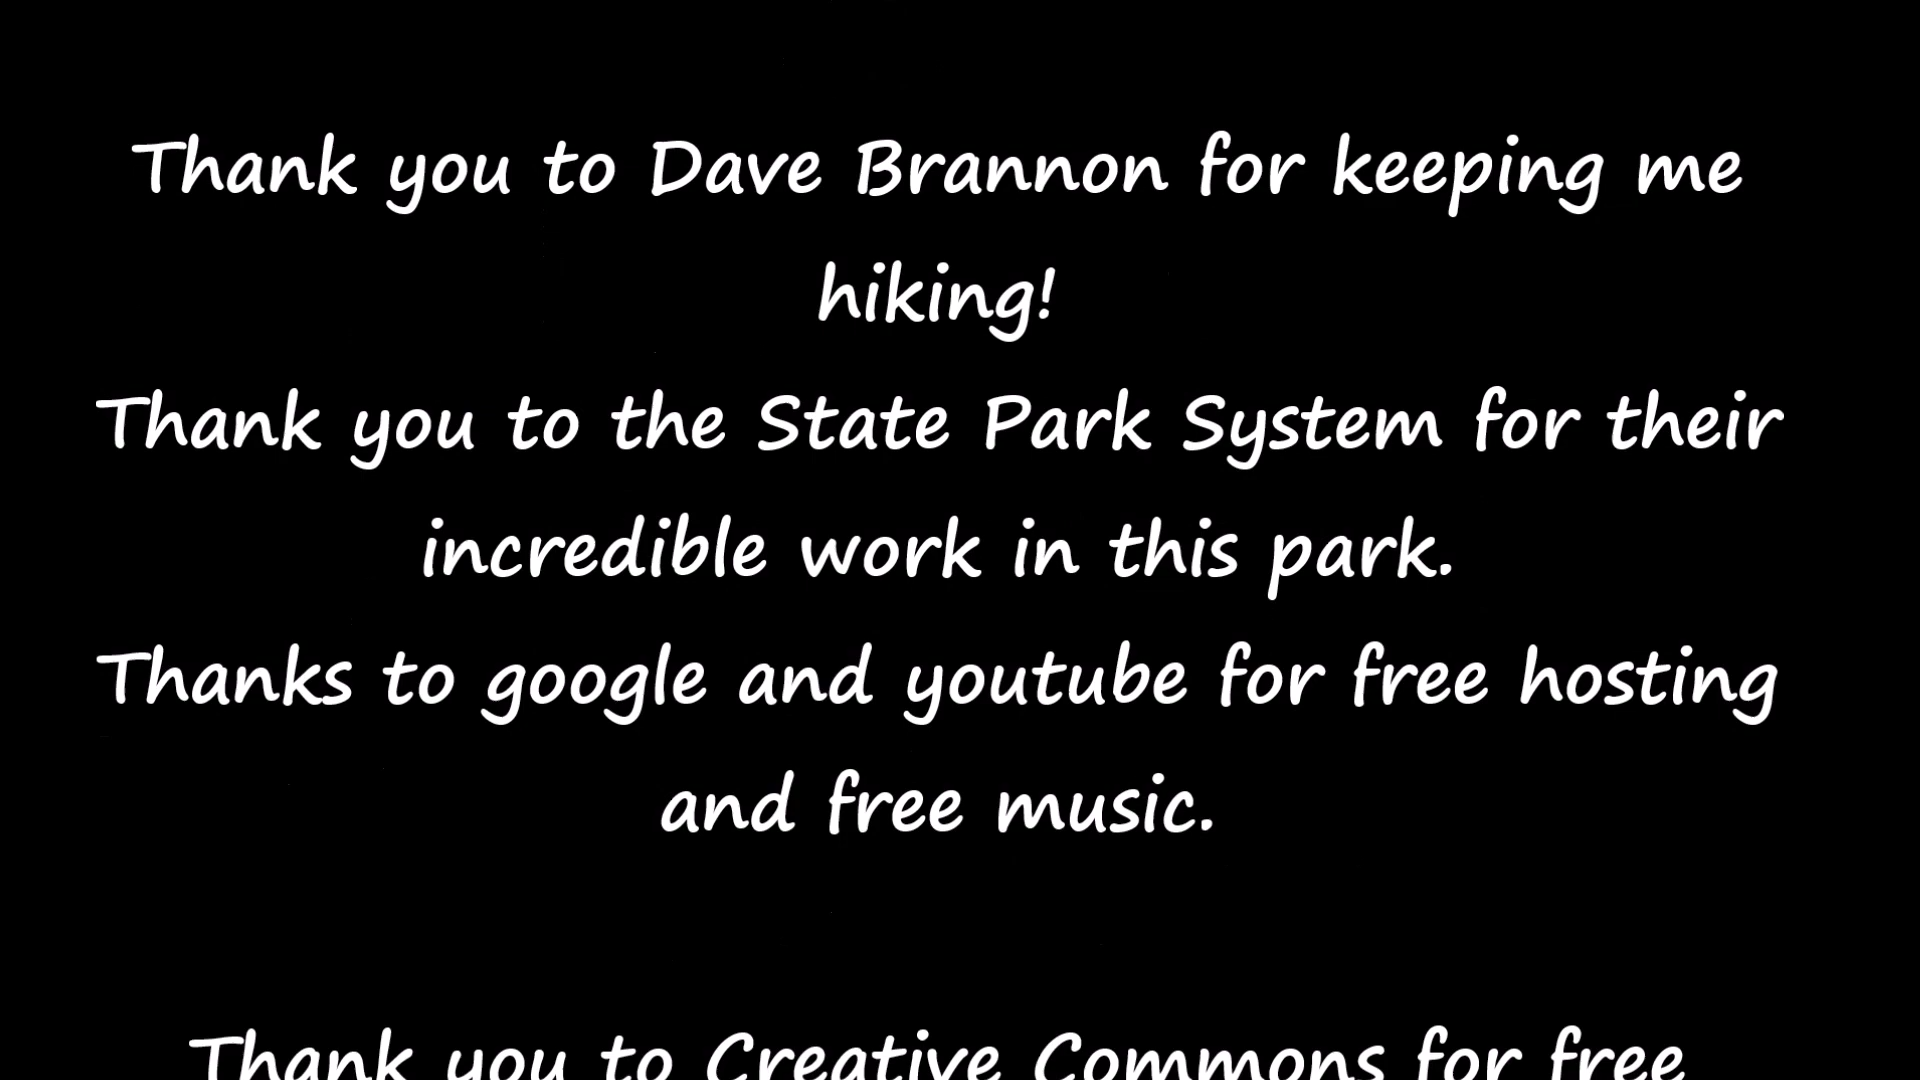 Thank you to Dave Brannon for keeping me
hiking!
Thank you to the State Park System for their
incredible work in this park.
Thanks to google and youtube for free hosting
and free music.
Thank you to Creative Commons for free